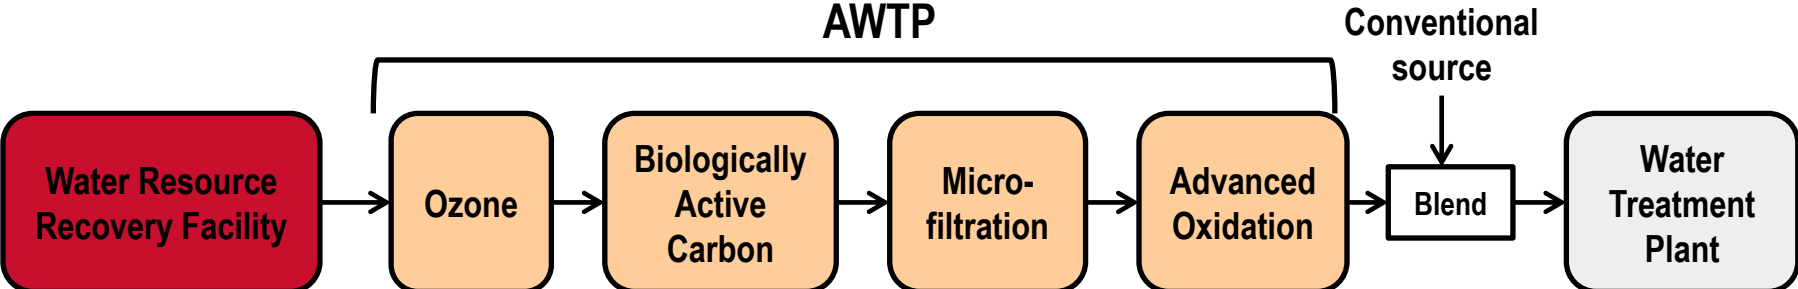 AWTP
Conventional
source
Water Resource
Recovery Facility
Ozone
Biologically
Active
Carbon
Micro-
filtration
Advanced
Oxidation
Blend
Water
Treatment
Plant